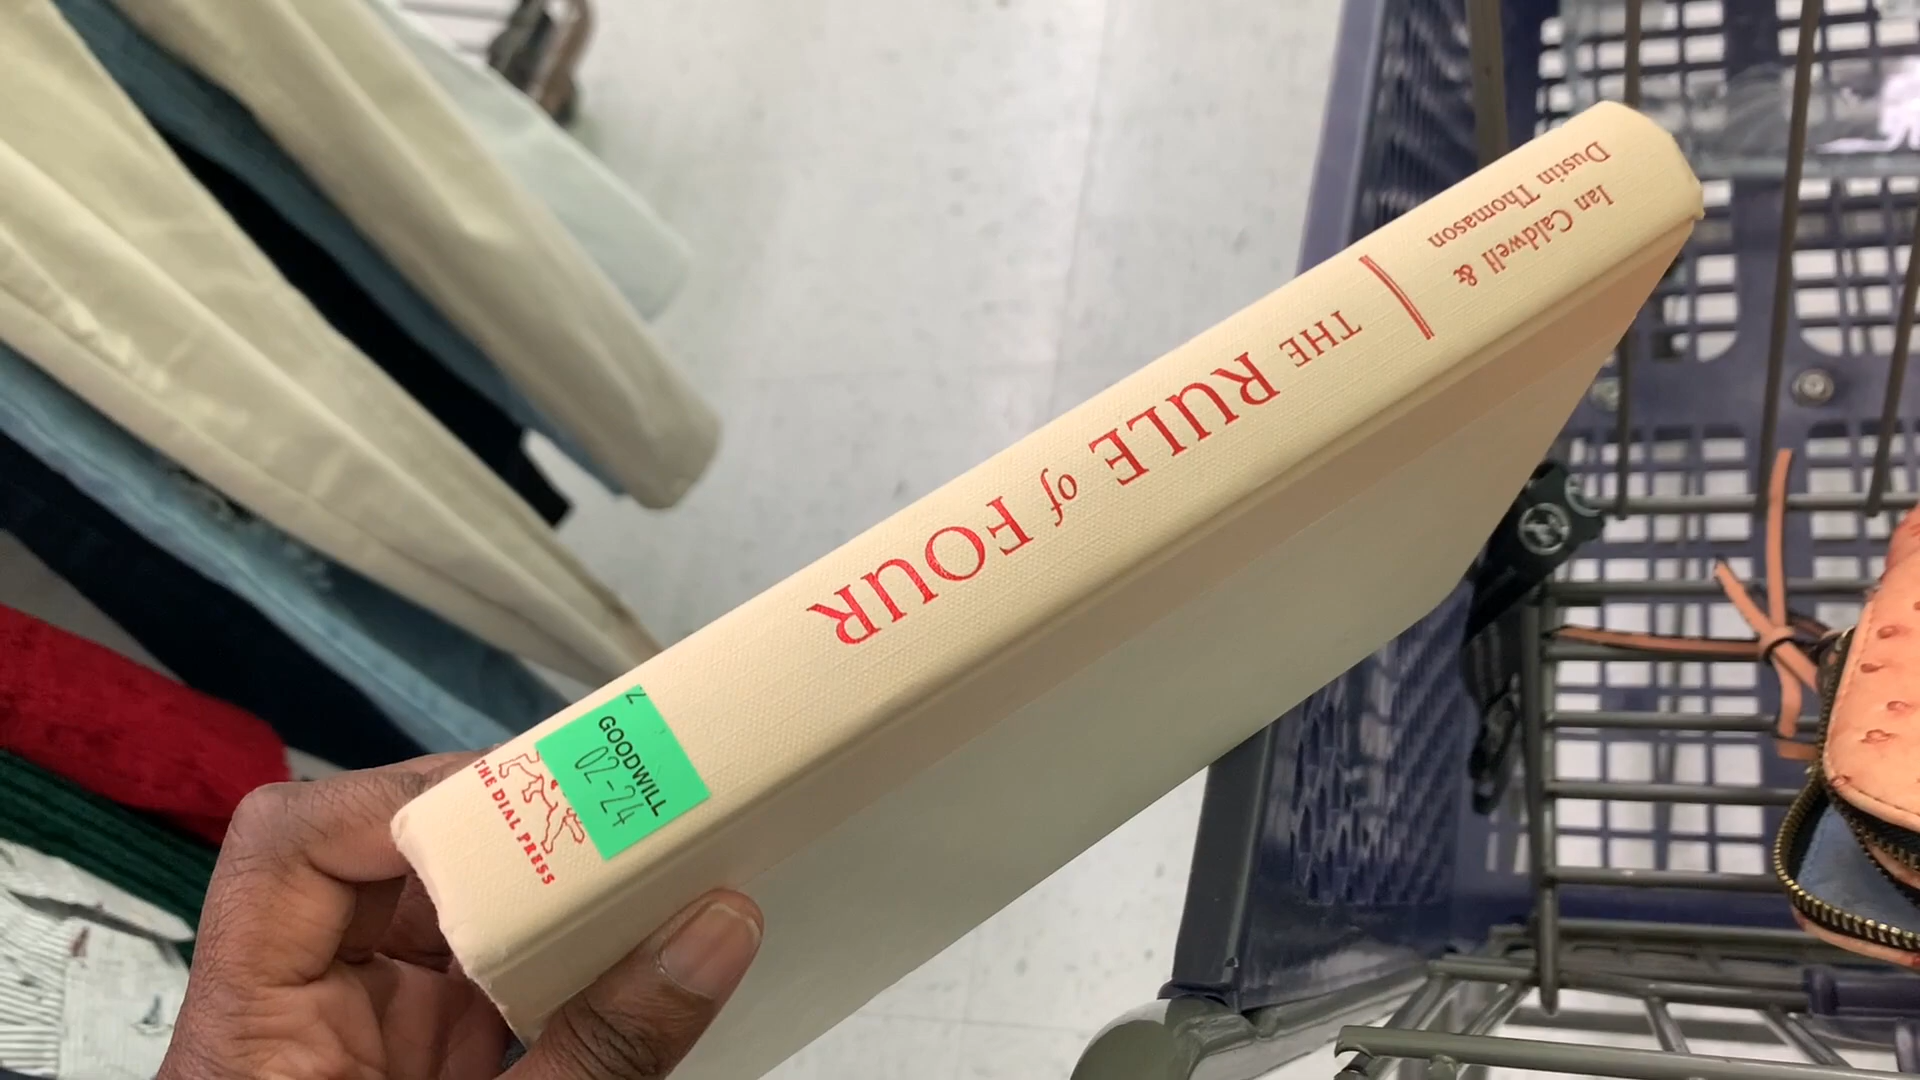 Ian Caldwell &
Dustin Thomason
THE RULE of FOUR
Z
GOODWILL
02-24
THE DIAL PRESS